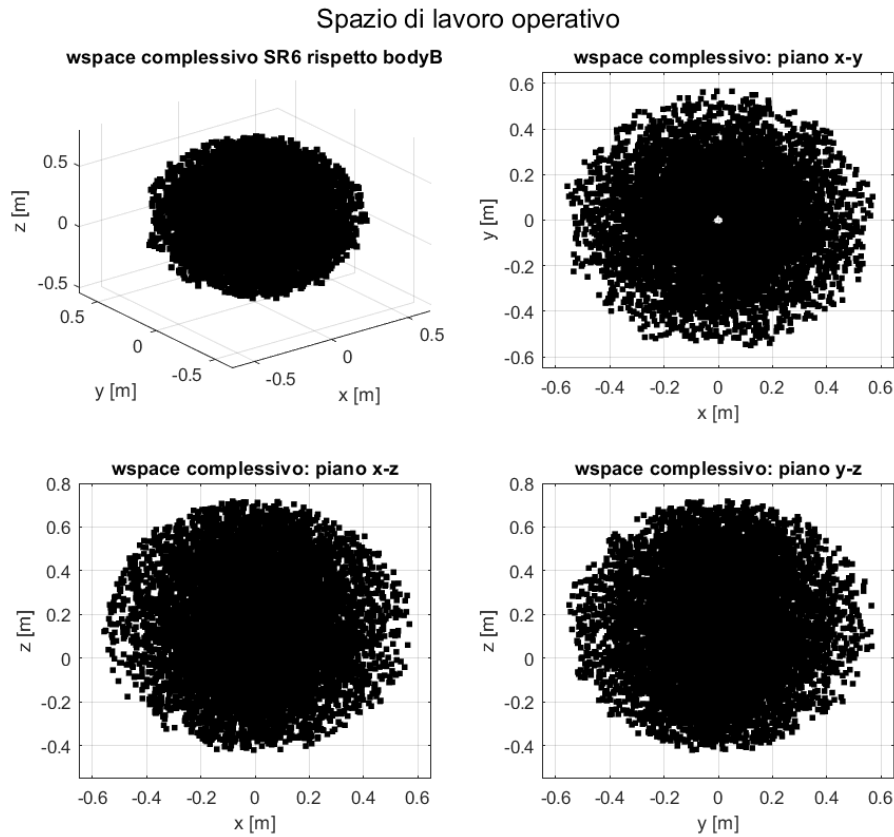 Spazio di lavoro operativo
wspace complessivo SR6 rispetto bodyB
0.5
0
-0.5
z [m]
0.5
0
-0.5
y [m]
-0.5
0
0.5
x [m]
wspace complessivo: piano x-y
0.6
0.4
0.2
0
-0.2
-0.4
-0.6
y [m]
-0.6 -0.4 -0.2 0 0.2 0.4 0.6
x [m]
wspace complessivo: piano x-z
0.8
0.6
0.4
0.2
0
-0.2
-0.4
z [m]
-0.6 -0.4 -0.2 0 0.2 0.4 0.6
x [m]
wspace complessivo: piano y-z
0.8
0.6
0.4
0.2
0
-0.2
-0.4
z [m]
-0.6 -0.4 -0.2 0 0.2 0.4 0.6
y [m]